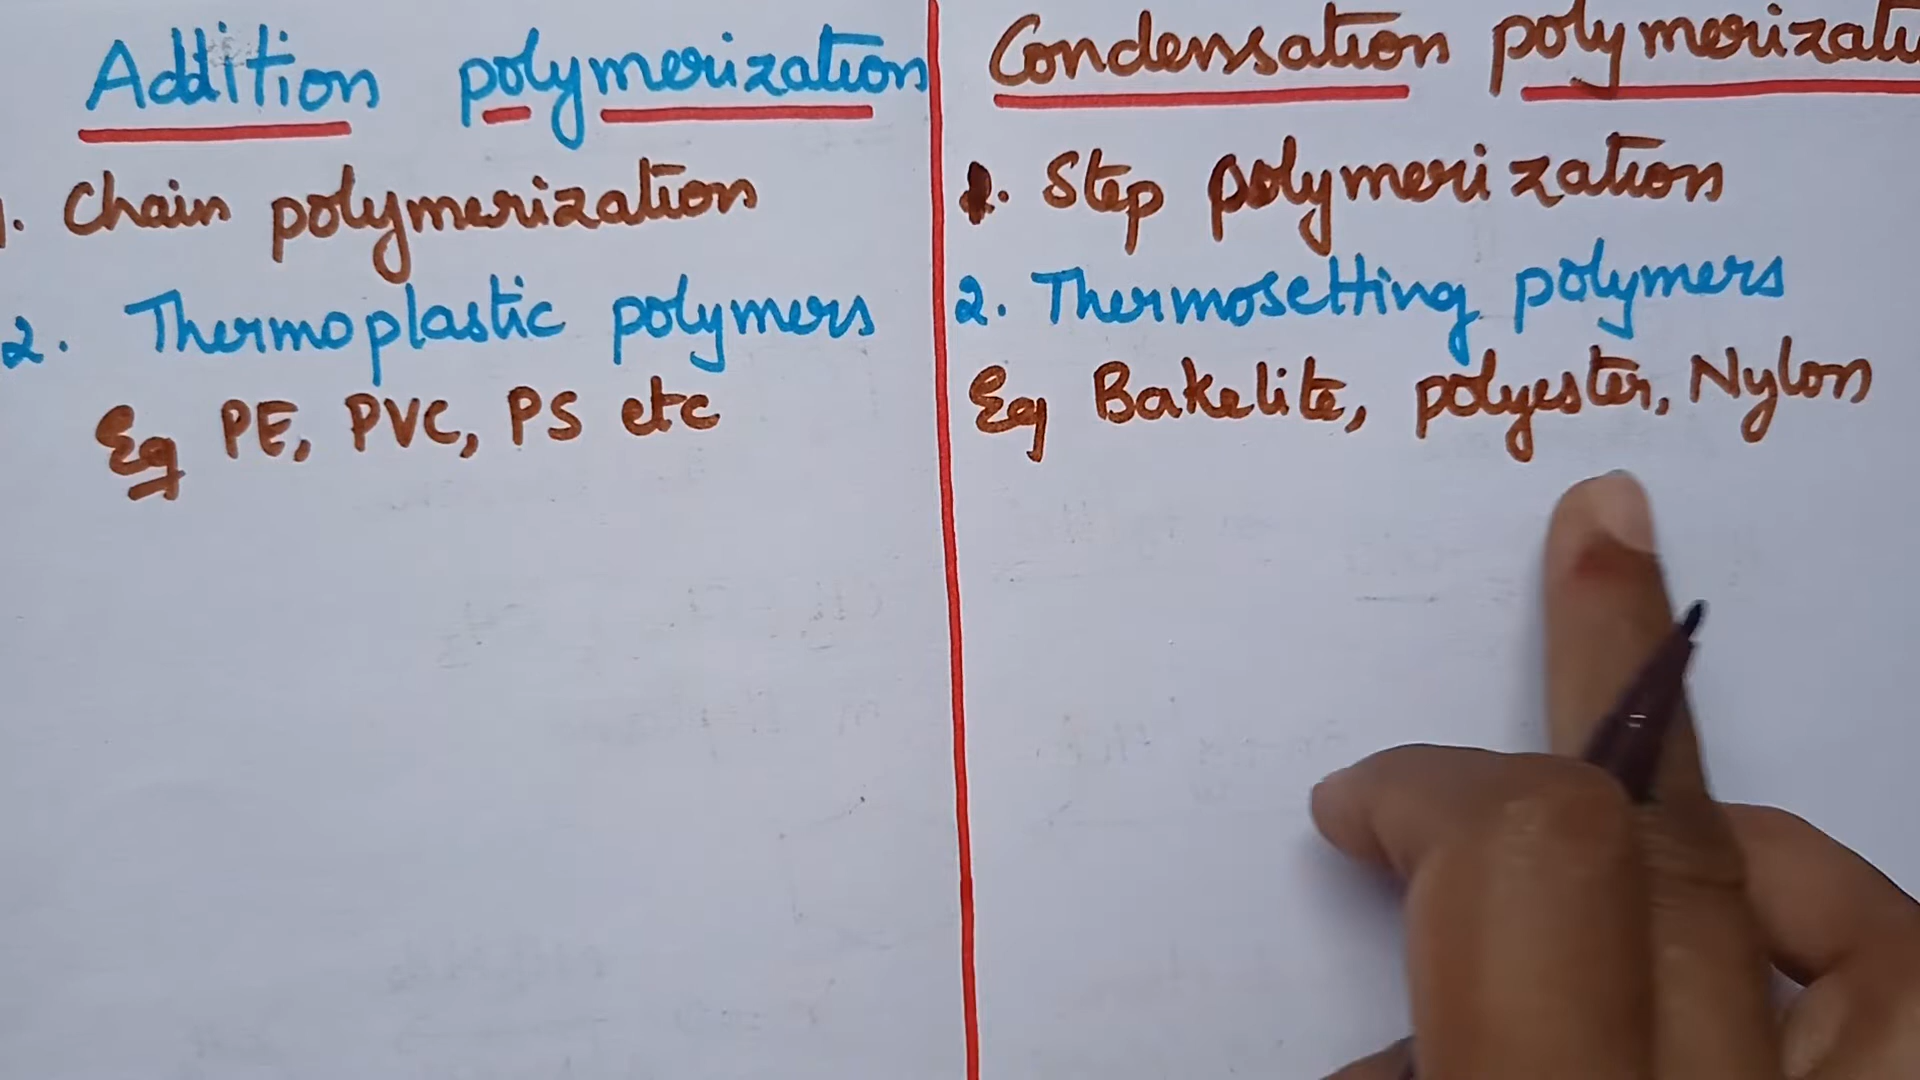 Addition polymerization
1. Chain polymerization
2. Thermoplastic polymers
Eg PE, PVC, PS etc
Condensation polymerizati
1. Step polymerization
2. Thermosetting polymers
Eg Bakelite, polyester, Nylon